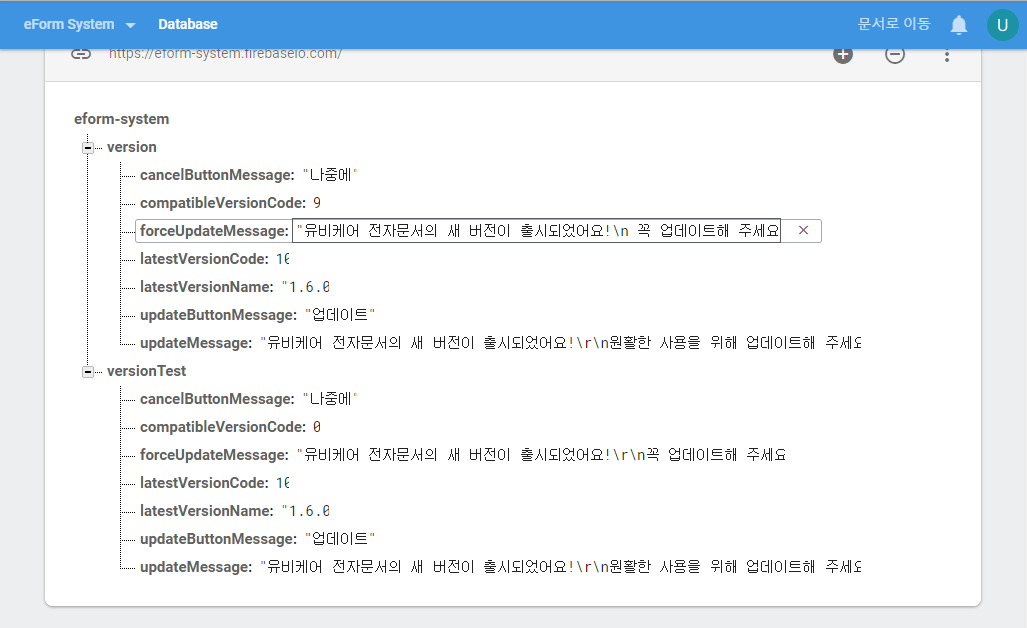 eForm System Database 문서로 이동 U
https://eform-system.firebaseio.com/
eform-system
version
cancelButtonMessage: "나중에"
compatibleVersionCode: 9
forceUpdateMessage: "유비케어 전자문서의 새 버전이 출시되었어요!\n 꼭 업데이트해 주세요 ×
latestVersionCode: 10
latestVersionName: "1.6.0
updateButtonMessage: "업데이트"
updateMessage: "유비케어 전자문서의 새 버전이 출시되었어요!\r\n원활한 사용을 위해 업데이트해 주세요
versionTest
cancelButtonMessage: "나중에"
compatibleVersionCode: 0
forceUpdateMessage: "유비케어 전자문서의 새 버전이 출시되었어요!\r\n꼭 업데이트해 주세요
latestVersionCode: 10
latestVersionName: "1.6.0
updateButtonMessage: "업데이트"
updateMessage: "유비케어 전자문서의 새 버전이 출시되었어요!\r\n원활한 사용을 위해 업데이트해 주세요